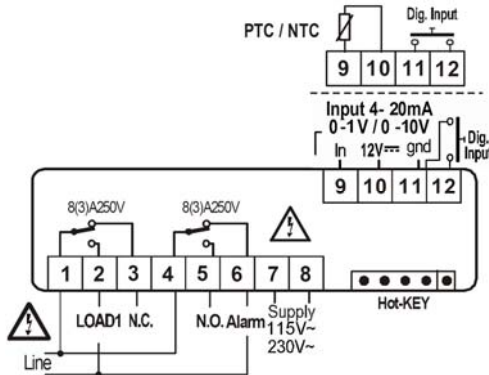 PTC / NTC
Dig. Input
9 10 11 12
Input 4- 20mA
0 -1 V / 0 -10V
In 12V⎓ gnd
Dig.
Input
9 10 11 12
8(3)A250V 8(3)A250V
1 2 3 4 5 6 7 8
Hot-KEY
LOAD1 N.C. N.O. Alarm Supply
115V~
230V~
Line